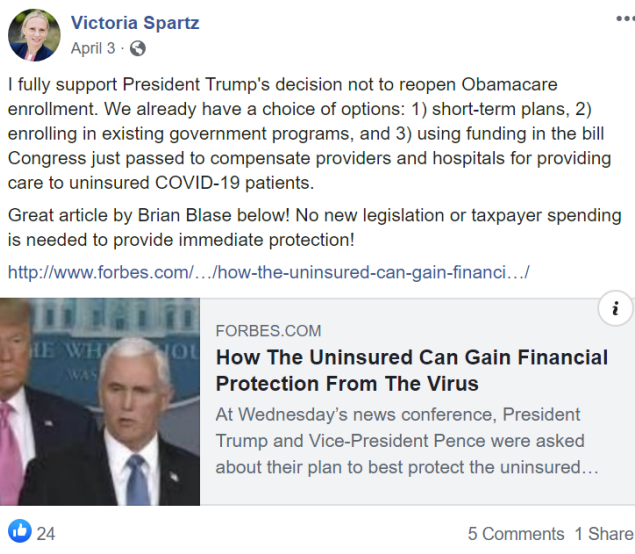 Victoria Spartz
April 3 ·
I fully support President Trump's decision not to reopen Obamacare
enrollment. We already have a choice of options: 1) short-term plans, 2)
enrolling in existing government programs, and 3) using funding in the bill
Congress just passed to compensate providers and hospitals for providing
care to uninsured COVID-19 patients.
Great article by Brian Blase below! No new legislation or taxpayer spending
is needed to provide immediate protection!
http://www.forbes.com/…/how-the-uninsured-can-gain-financi…/
i
FORBES.COM
How The Uninsured Can Gain Financial
Protection From The Virus
At Wednesday's news conference, President
Trump and Vice-President Pence were asked
about their plan to best protect the uninsured…
24
5 Comments 1 Share